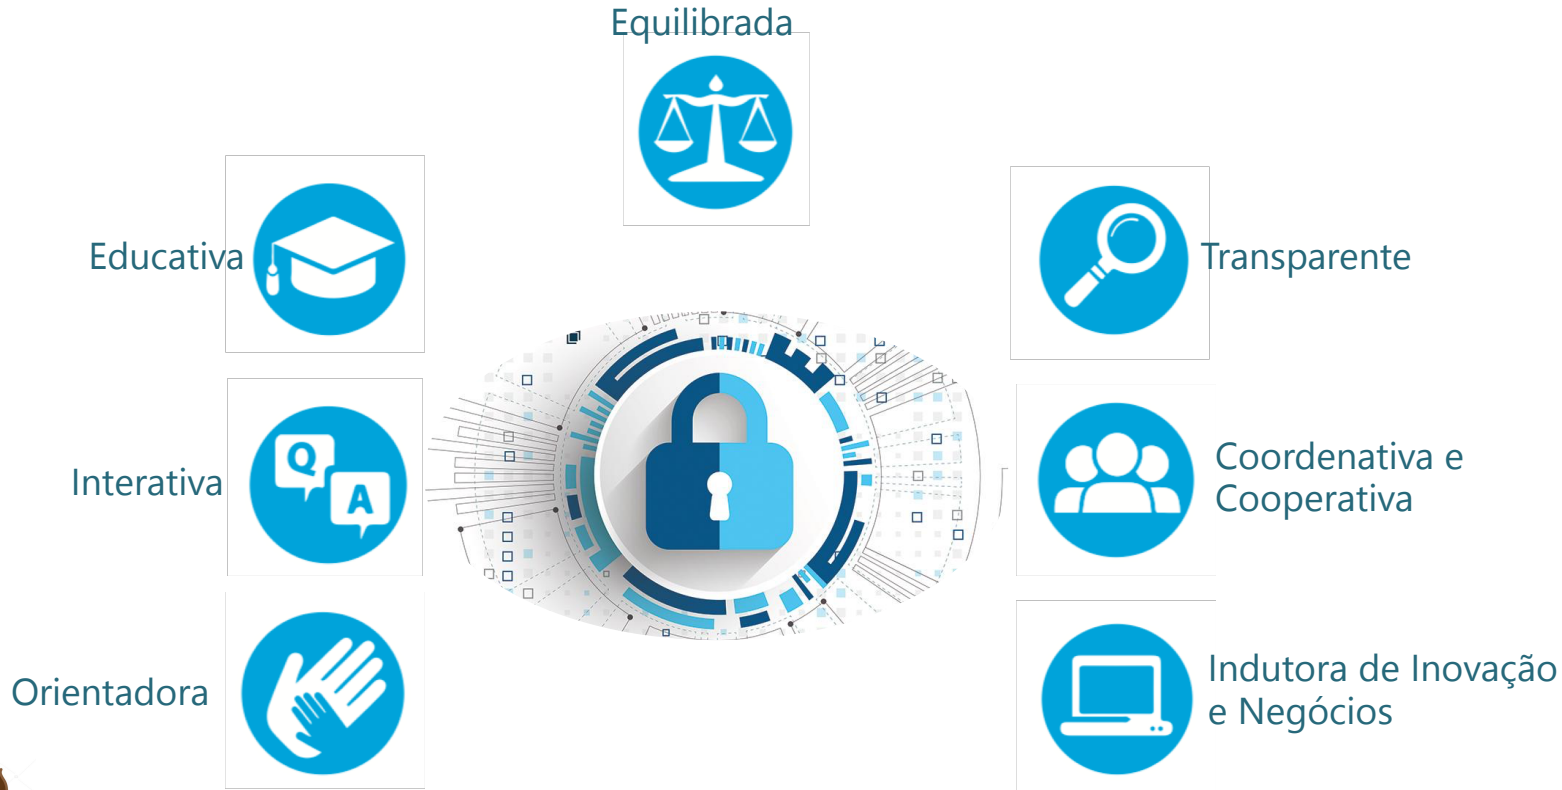 Equilibrada
Educativa
Transparente
Interativa
Q
A
Coordenativa e
Cooperativa
Orientadora
Indutora de Inovação
e Negócios